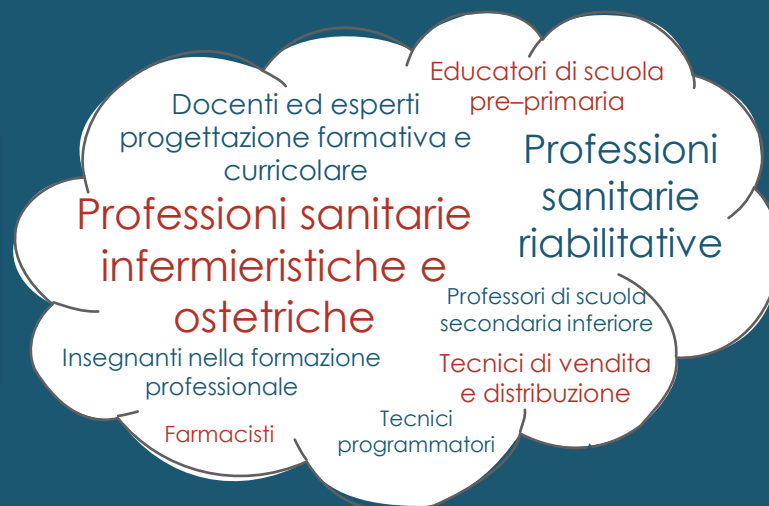 Educatori di scuola
pre–primaria
Docenti ed esperti
progettazione formativa e
curricolare
Professioni
sanitarie
riabilitative
Professioni sanitarie
infermieristiche e
ostetriche
Professori di scuola
secondaria inferiore
Insegnanti nella formazione
professionale
Tecnici di vendita
e distribuzione
Farmacisti
Tecnici
programmatori